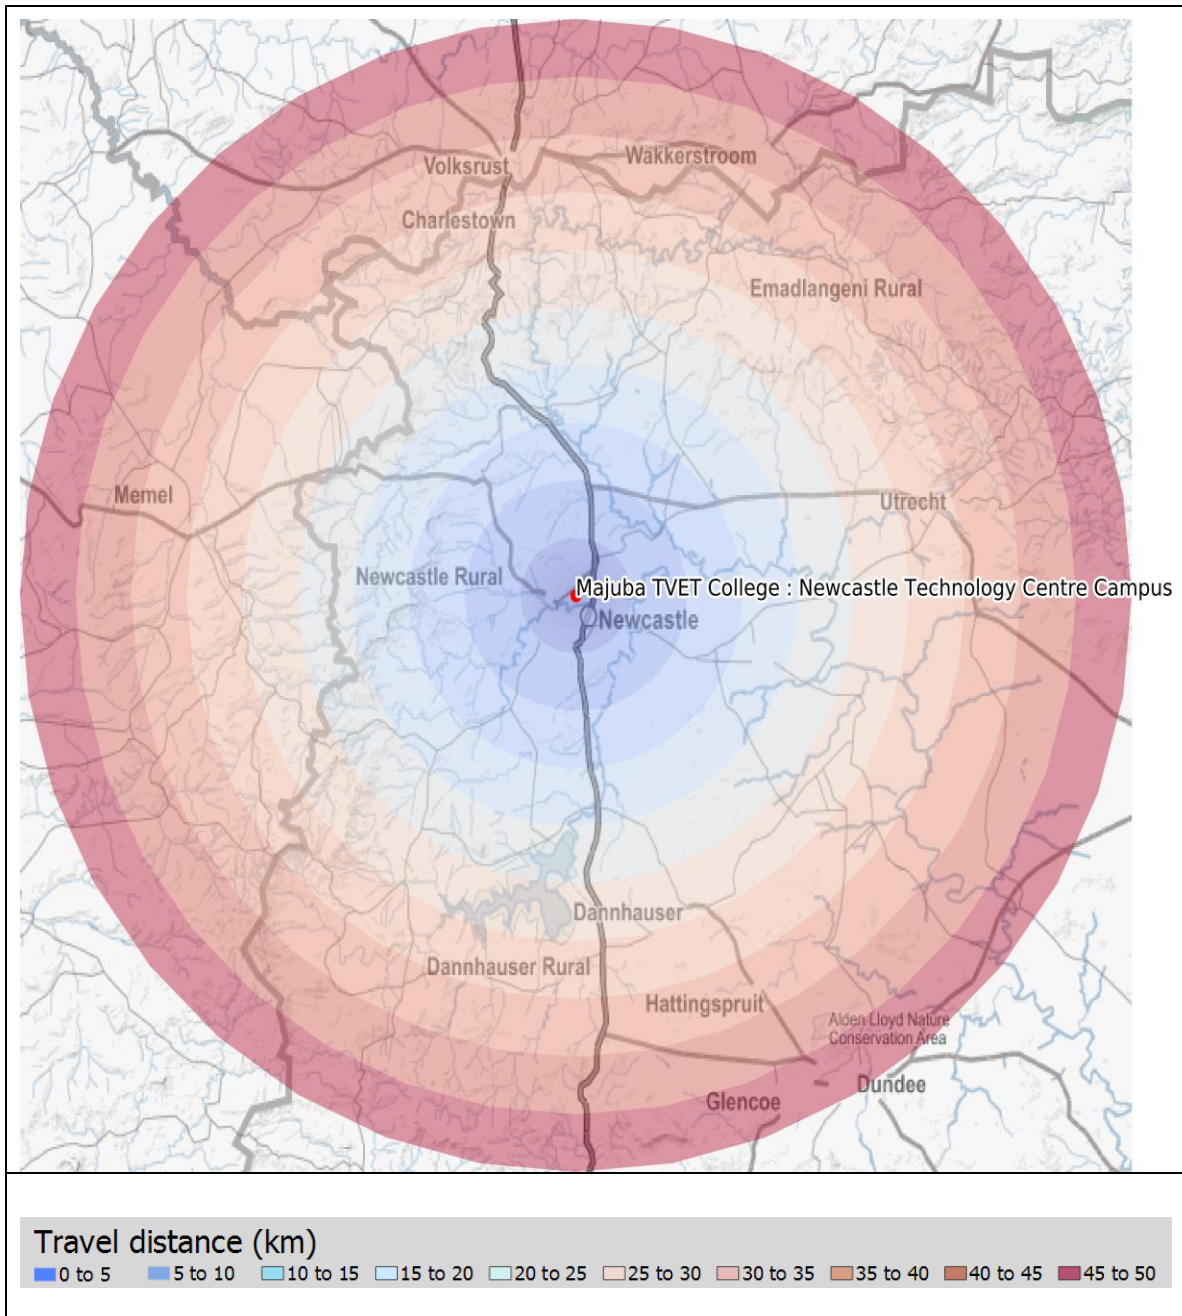 Volksrust
Wakkerstroom
Charlestown
Emadlangeni Rural
Memel
Utrecht
Newcastle Rural
Majuba TVET College : Newcastle Technology Centre Campus
Newcastle
Dannhauser
Dannhauser Rural
Hattingspruit
Alden Lloyd Nature
Conservation Area
Dundee
Glencoe
Travel distance (km)
0 to 5 5 to 10 10 to 15 15 to 20 20 to 25 25 to 30 30 to 35 35 to 40 40 to 45 45 to 50